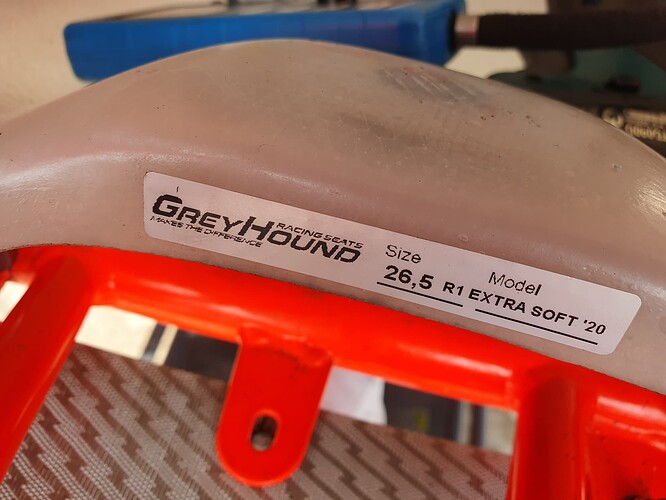 GREYHOUND
RACING SEATS
MAKES THE DIFFERENCE
Size
26,5 R1
Model
EXTRA SOFT '20